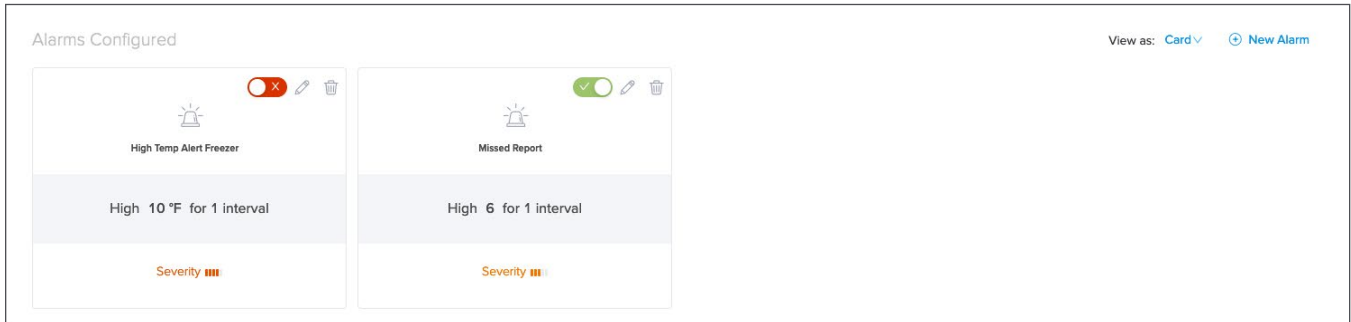 Alarms Configured
View as: Card
New Alarm
High Temp Alert Freezer
High 10 °F for 1 interval
Severity
Missed Report
High 6 for 1 interval
Severity